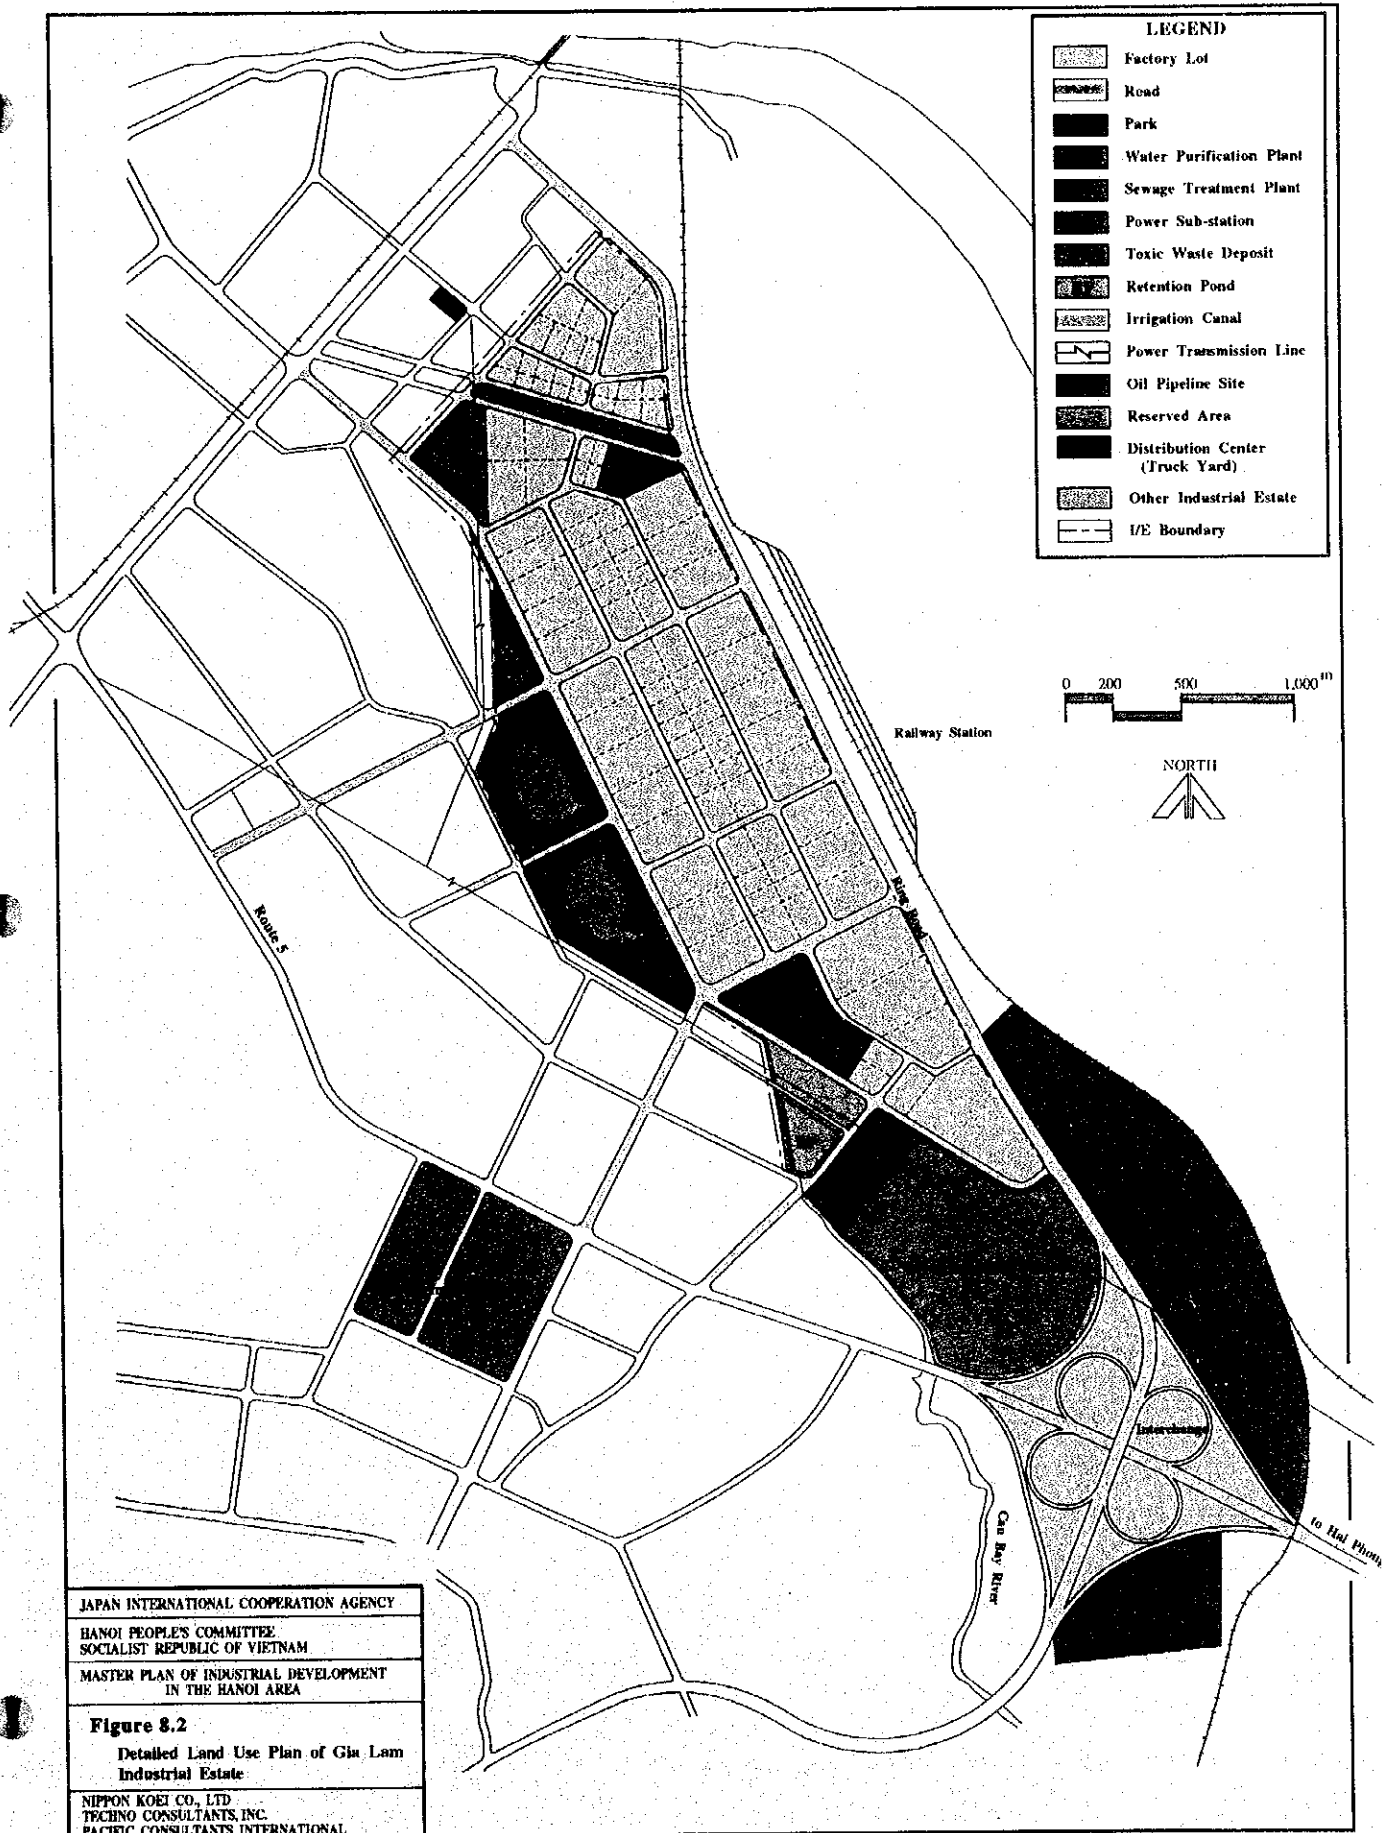 LEGEND
Factory Lot
Road
Park
Water Purification Plant
Sewage Treatment Plant
Power Sub-station
Toxic Waste Deposit
Retention Pond
Irrigation Canal
Power Transmission Line
Oil Pipeline Site
Reserved Area
Distribution Center
(Truck Yard)
Other Industrial Estate
I/E Boundary
0 200 500 1,000 m
Railway Station
NORTH
Ring Road
Route 5
Interchange
Cau Bay River
to Hai Phong
JAPAN INTERNATIONAL COOPERATION AGENCY
HANOI PEOPLE'S COMMITTEE
SOCIALIST REPUBLIC OF VIETNAM
MASTER PLAN OF INDUSTRIAL DEVELOPMENT
IN THE HANOI AREA
Figure 8.2
Detailed Land Use Plan of Gia Lam
Industrial Estate
NIPPON KOEI CO., LTD
TECHNO CONSULTANTS, INC.
PACIFIC CONSULTANTS INTERNATIONAL